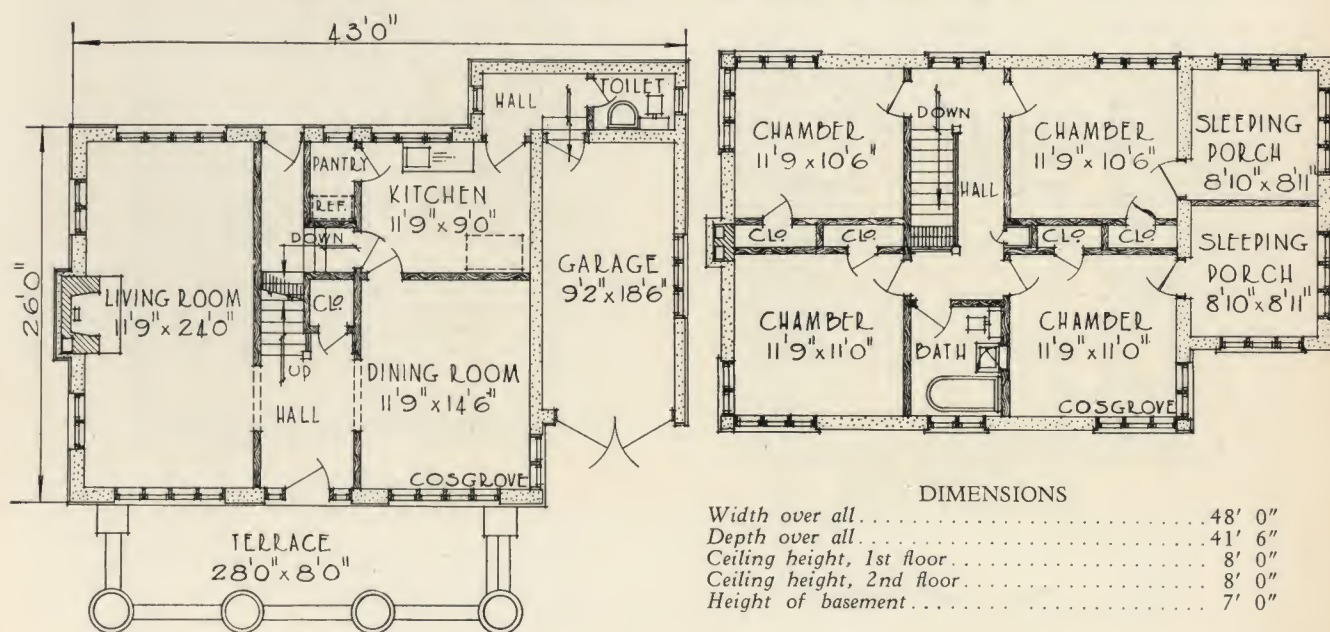 43'0"
26'0"
HALL
TOILET
PANTRY
REF.
KITCHEN
11'9" x 9'0"
DOWN
CLO.
LIVING ROOM
11'9" x 24'0"
UP
HALL
DINING ROOM
11'9" x 14'6"
GARAGE
9'2" x 18'6"
COSGROVE
TERRACE
28'0" x 8'0"
CHAMBER
11'9 x 10'6"
DOWN
HALL
CHAMBER
11'9" x 10'6"
SLEEPING
PORCH
8'10" x 8'11"
CLO.
CLO.
CLO.
CLO.
SLEEPING
PORCH
8'10" x 8'11"
CHAMBER
11'9" x 11'0"
BATH
CHAMBER
11'9" x 11'0"
COSGROVE
DIMENSIONS
Width over all . . . . . . . . . . . . . . . . . . . . . . . . 48' 0"
Depth over all . . . . . . . . . . . . . . . . . . . . . . . . 41' 6"
Ceiling height, 1st floor . . . . . . . . . . . . . . . . . . 8' 0"
Ceiling height, 2nd floor . . . . . . . . . . . . . . . . . . 8' 0"
Height of basement . . . . . . . . . . . . . . . . . . . . . 7' 0"